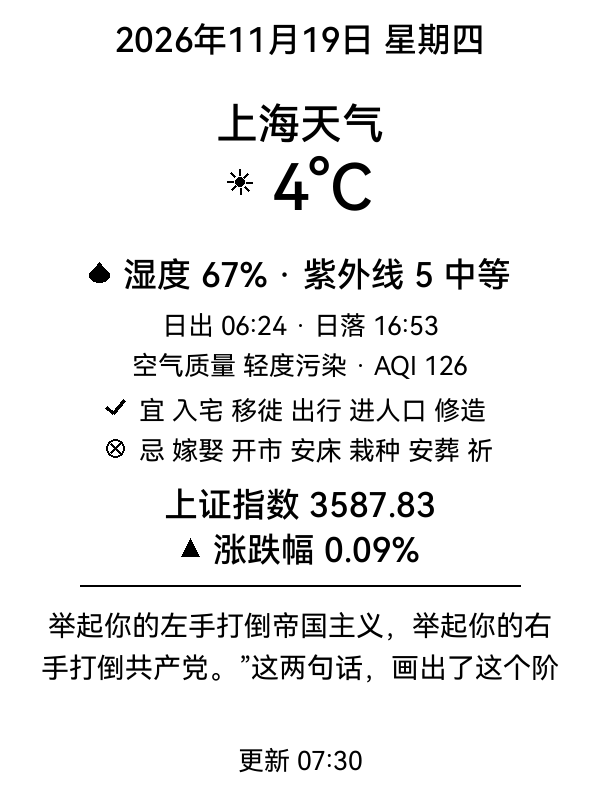 2026年11月19日 星期四
上海天气
4°C
湿度 67% · 紫外线 5 中等
日出 06:24 · 日落 16:53
空气质量 轻度污染 · AQI 126
宜 入宅 移徙 出行 进人口 修造
忌 嫁娶 开市 安床 栽种 安葬 祈
上证指数 3587.83
▲ 涨跌幅 0.09%
举起你的左手打倒帝国主义，举起你的右
手打倒共产党。”这两句话，画出了这个阶
更新 07:30